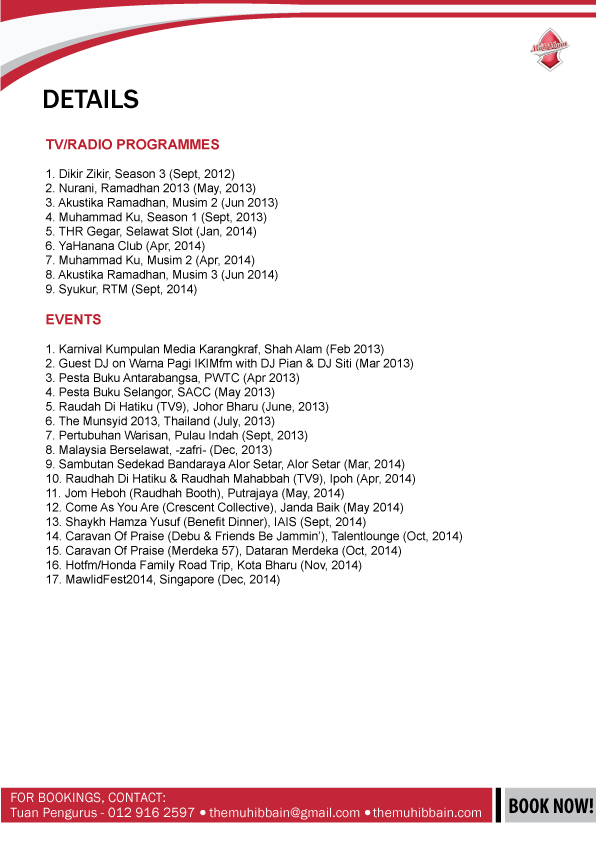 DETAILS
TV/RADIO PROGRAMMES
1. Dikir Zikir, Season 3 (Sept, 2012)
2. Nurani, Ramadhan 2013 (May, 2013)
3. Akustika Ramadhan, Musim 2 (Jun 2013)
4. Muhammad Ku, Season 1 (Sept, 2013)
5. THR Gegar, Selawat Slot (Jan, 2014)
6. YaHanana Club (Apr, 2014)
7. Muhammad Ku, Musim 2 (Apr, 2014)
8. Akustika Ramadhan, Musim 3 (Jun 2014)
9. Syukur, RTM (Sept, 2014)
EVENTS
1. Karnival Kumpulan Media Karangkraf, Shah Alam (Feb 2013)
2. Guest DJ on Warna Pagi IKIMfm with DJ Pian & DJ Siti (Mar 2013)
3. Pesta Buku Antarabangsa, PWTC (Apr 2013)
4. Pesta Buku Selangor, SACC (May 2013)
5. Raudah Di Hatiku (TV9), Johor Bharu (June, 2013)
6. The Munsyid 2013, Thailand (July, 2013)
7. Pertubuhan Warisan, Pulau Indah (Sept, 2013)
8. Malaysia Berselawat, -zafri- (Dec, 2013)
9. Sambutan Sedekad Bandaraya Alor Setar, Alor Setar (Mar, 2014)
10. Raudhah Di Hatiku & Raudhah Mahabbah (TV9), Ipoh (Apr, 2014)
11. Jom Heboh (Raudhah Booth), Putrajaya (May, 2014)
12. Come As You Are (Crescent Collective), Janda Baik (May 2014)
13. Shaykh Hamza Yusuf (Benefit Dinner), IAIS (Sept, 2014)
14. Caravan Of Praise (Debu & Friends Be Jammin'), Talentlounge (Oct, 2014)
15. Caravan Of Praise (Merdeka 57), Dataran Merdeka (Oct, 2014)
16. Hotfm/Honda Family Road Trip, Kota Bharu (Nov, 2014)
17. MawlidFest2014, Singapore (Dec, 2014)
FOR BOOKINGS, CONTACT:
Tuan Pengurus - 012 916 2597 • themuhibbain@gmail.com • themuhibbain.com
BOOK NOW!